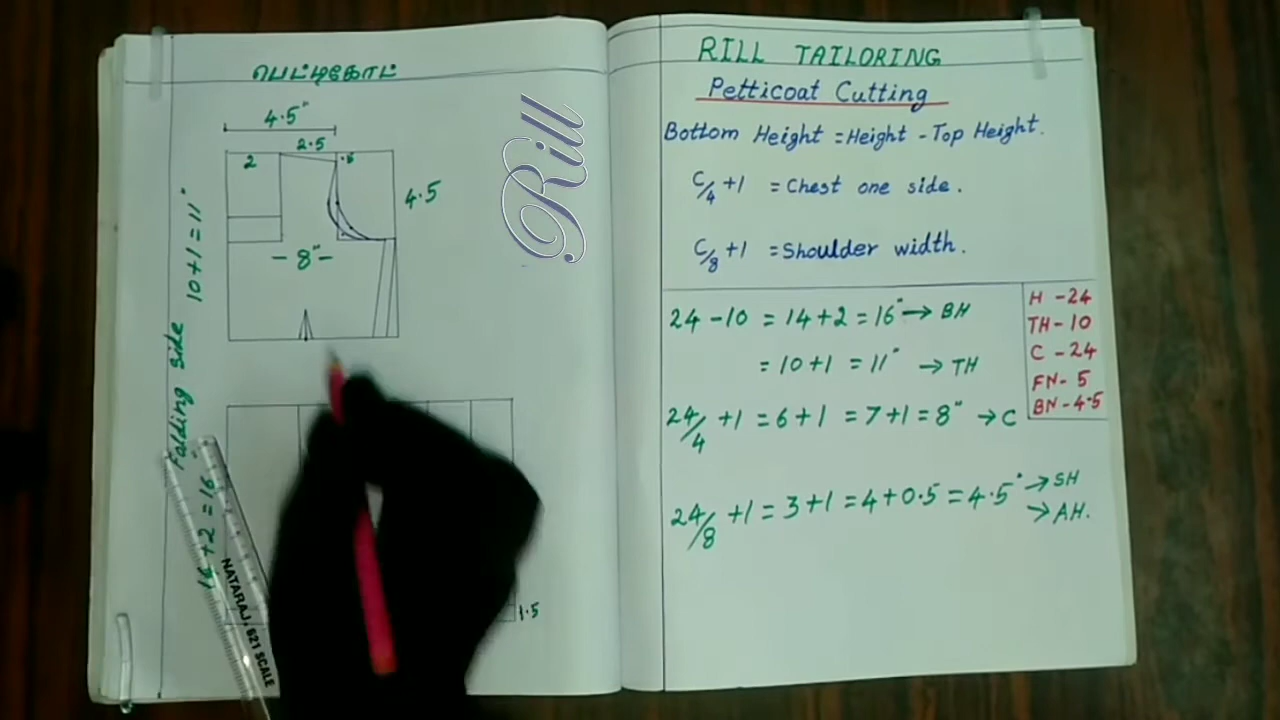 பெட்டிகோட்
4.5"
2.5
2
.5
4.5
- 8" -
10+1=11"
Folding side
+2=16"
1.5
NATARAJ, 621 SCALE
Rill
RILL TAILORING
Petticoat Cutting
Bottom Height = Height - Top Height.
C/4 +1 = Chest one side.
C/8 +1 = Shoulder width.
24 -10 = 14+2 = 16" → BH
= 10+1 = 11" → TH
24/4 +1 = 6+1 = 7+1 = 8" → C
24/8 +1 = 3+1 = 4+0.5 = 4.5" → SH
→ AH.
H -24
TH-10
C -24
FN- 5
BN-4.5